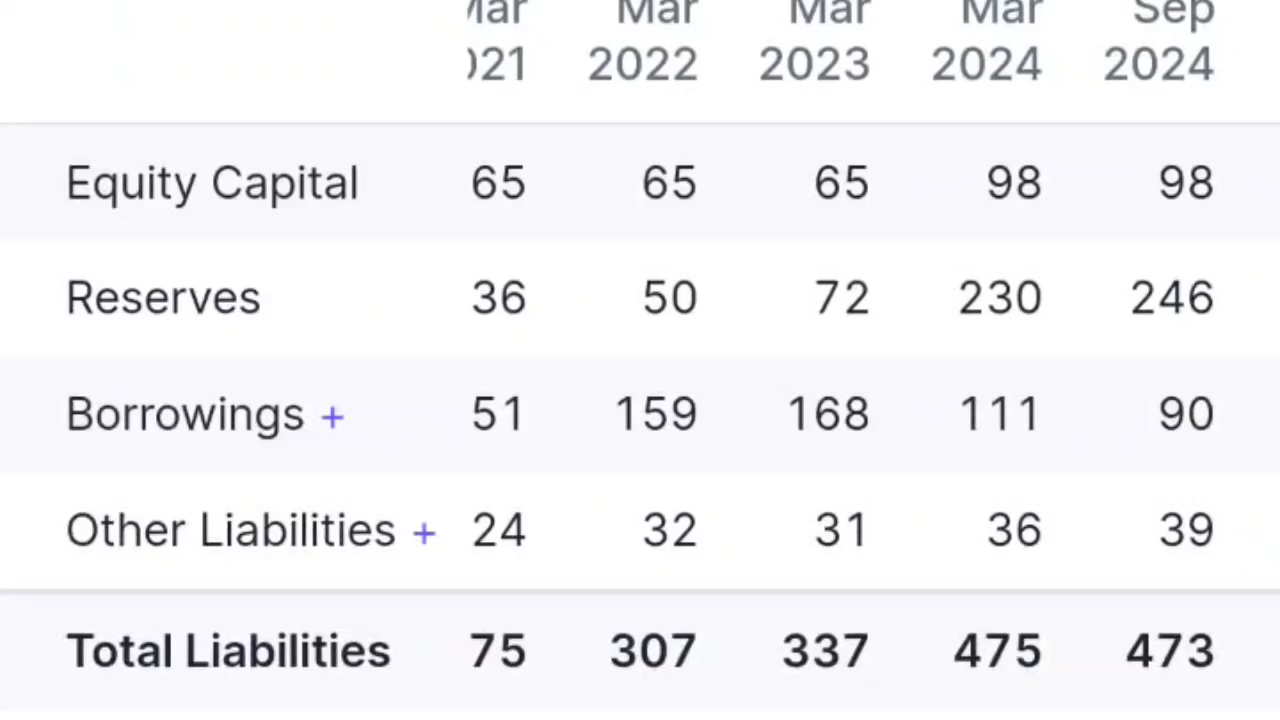 Mar Mar Mar Sep
2022 2023 2024 2024
Equity Capital 65 65 65 98 98
Reserves 36 50 72 230 246
Borrowings + 51 159 168 111 90
Other Liabilities + 24 32 31 36 39
Total Liabilities 75 307 337 475 473